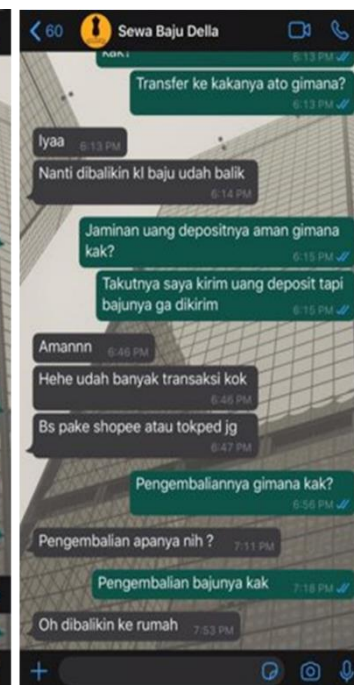 60
Sewa Baju Della
kak?
6:13 PM
Transfer ke kakanya ato gimana?
6:13 PM
Iyaa
6:13 PM
Nanti dibalikin kl baju udah balik
6:14 PM
Jaminan uang depositnya aman gimana
kak?
6:15 PM
Takutnya saya kirim uang deposit tapi
bajunya ga dikirim
6:15 PM
Amannn
6:46 PM
Hehe udah banyak transaksi kok
6:46 PM
Bs pake shopee atau tokped jg
6:47 PM
Pengembaliannya gimana kak?
6:56 PM
Pengembalian apanya nih ?
7:11 PM
Pengembalian bajunya kak
7:18 PM
Oh dibalikin ke rumah
7:53 PM